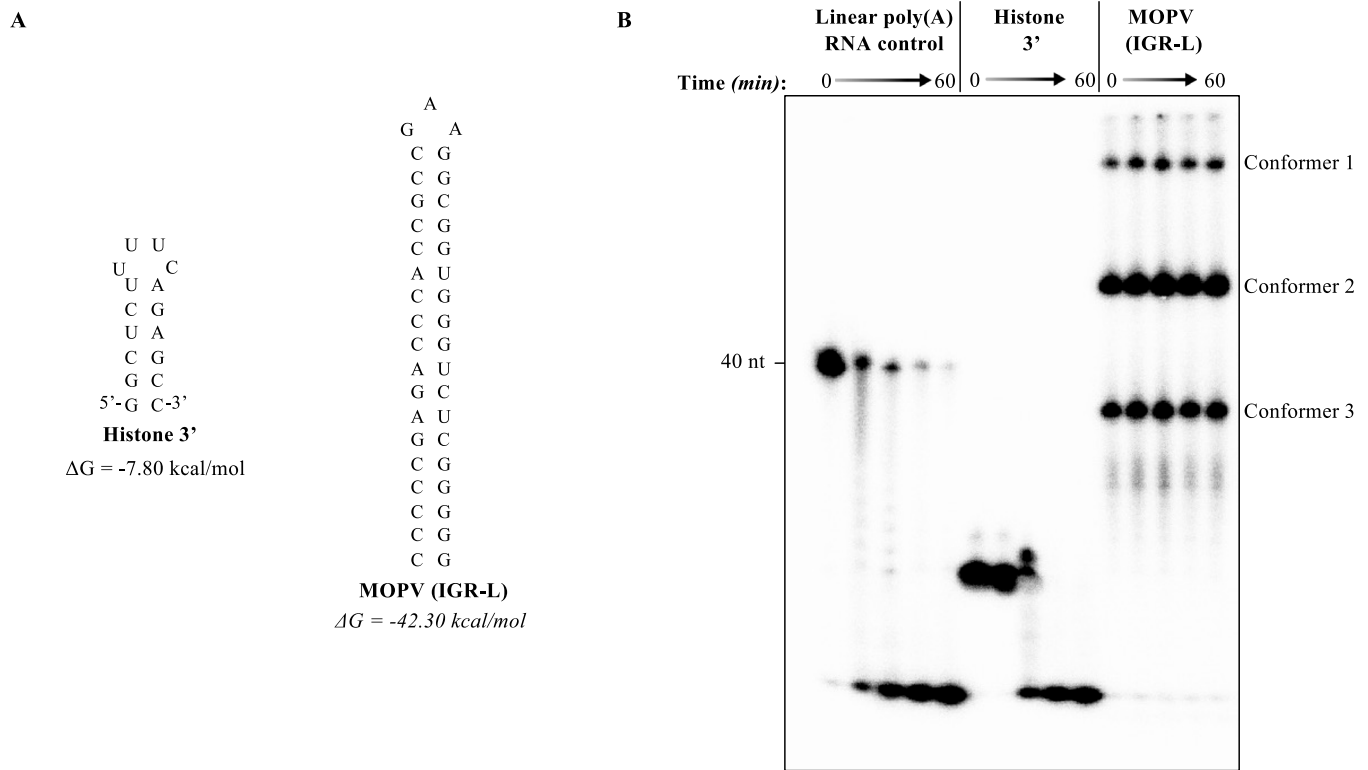 A
U U
U C
U A
C G
U A
C G
G C
5'-G C-3'
Histone 3'
ΔG = -7.80 kcal/mol
A
G A
C G
C G
G C
C G
C G
A U
C G
C G
C G
A U
G C
A U
G C
C G
C G
C G
C G
C G
MOPV (IGR-L)
ΔG = -42.30 kcal/mol
B
Linear poly(A)
RNA control
Histone
3'
MOPV
(IGR-L)
Time (min): 0 60 0 60 0 60
Conformer 1
Conformer 2
40 nt
Conformer 3